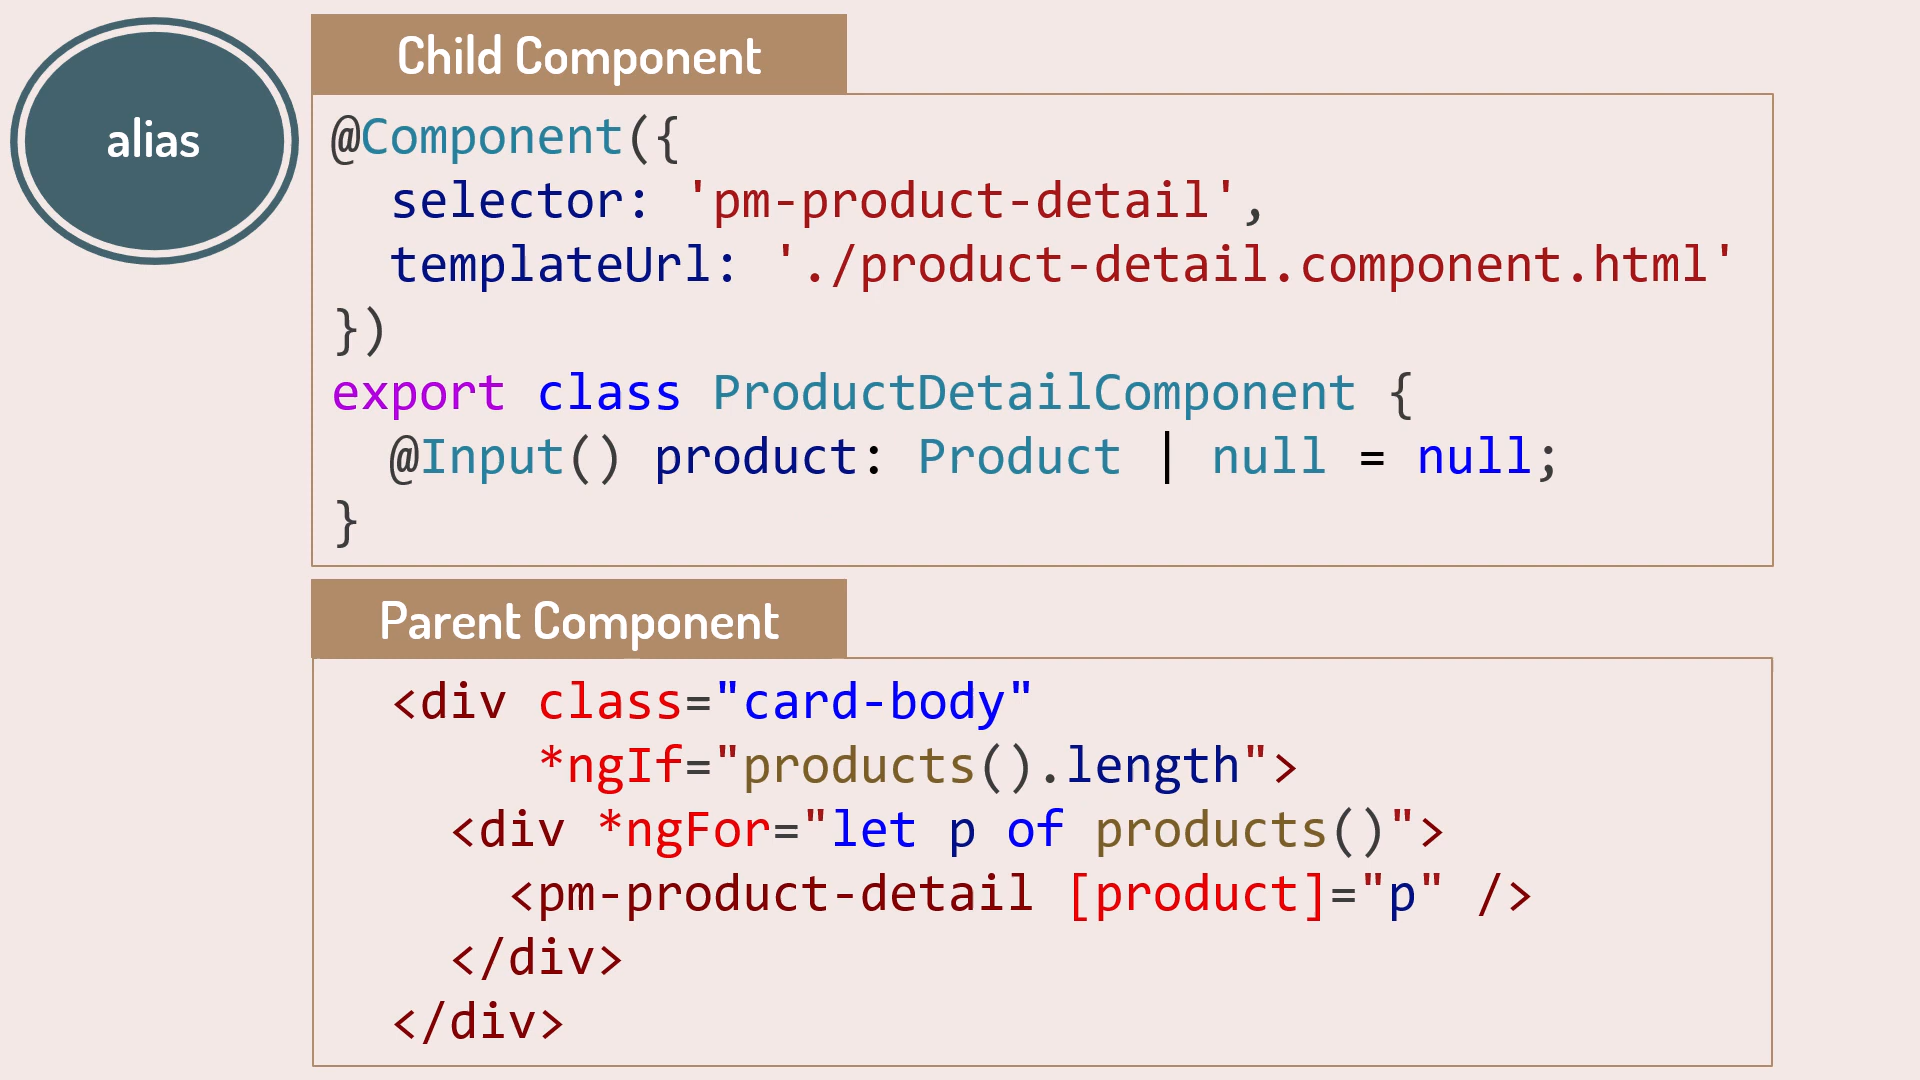 alias
Child Component
@Component({
  selector: 'pm-product-detail',
  templateUrl: './product-detail.component.html'
})
export class ProductDetailComponent {
  @Input() product: Product | null = null;
}
Parent Component
<div class="card-body"
     *ngIf="products().length">
  <div *ngFor="let p of products()">
    <pm-product-detail [product]="p" />
  </div>
</div>